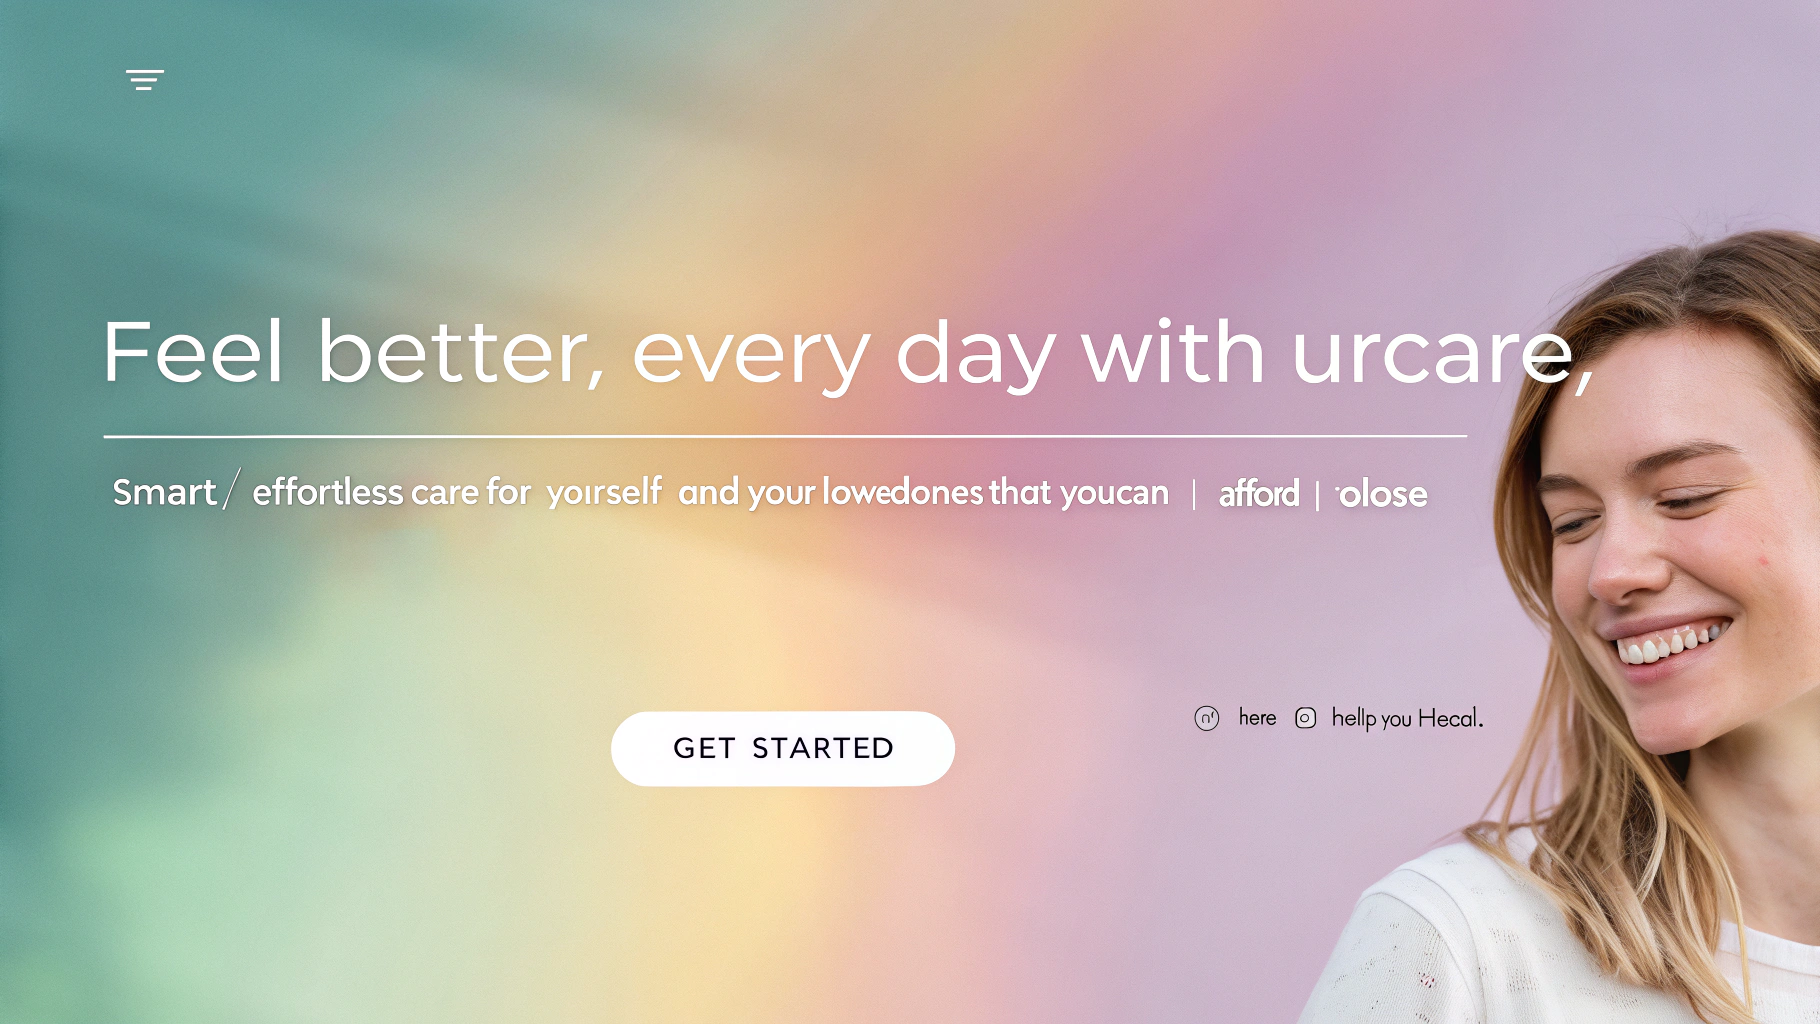 Feel better, every day with urcare,
Smart/ effortless care for yoırself and your lowedones that youcan | afford | olose
GET STARTED
here hellp you Hecal.